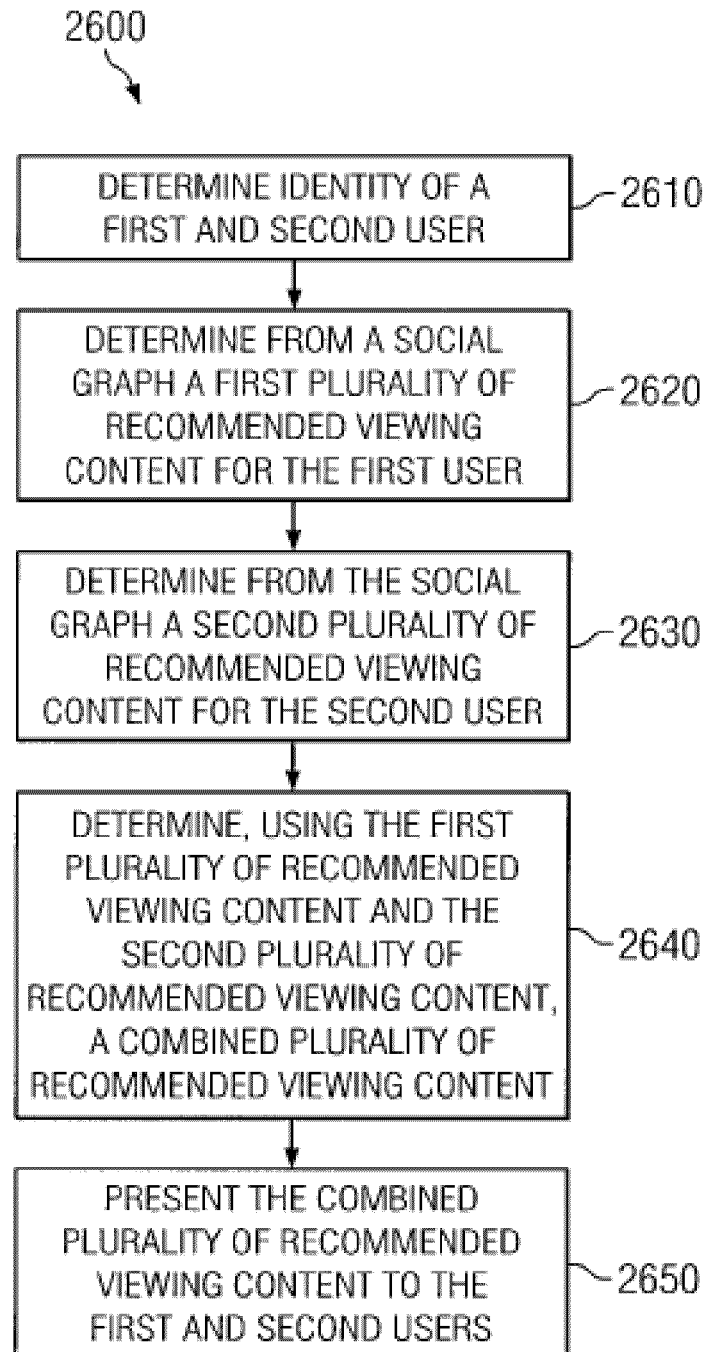 2600
DETERMINE IDENTITY OF A
FIRST AND SECOND USER
2610
DETERMINE FROM A SOCIAL
GRAPH A FIRST PLURALITY OF
RECOMMENDED VIEWING
CONTENT FOR THE FIRST USER
2620
DETERMINE FROM THE SOCIAL
GRAPH A SECOND PLURALITY OF
RECOMMENDED VIEWING
CONTENT FOR THE SECOND USER
2630
DETERMINE, USING THE FIRST
PLURALITY OF RECOMMENDED
VIEWING CONTENT AND THE
SECOND PLURALITY OF
RECOMMENDED VIEWING CONTENT,
A COMBINED PLURALITY OF
RECOMMENDED VIEWING CONTENT
2640
PRESENT THE COMBINED
PLURALITY OF RECOMMENDED
VIEWING CONTENT TO THE
FIRST AND SECOND USERS
2650